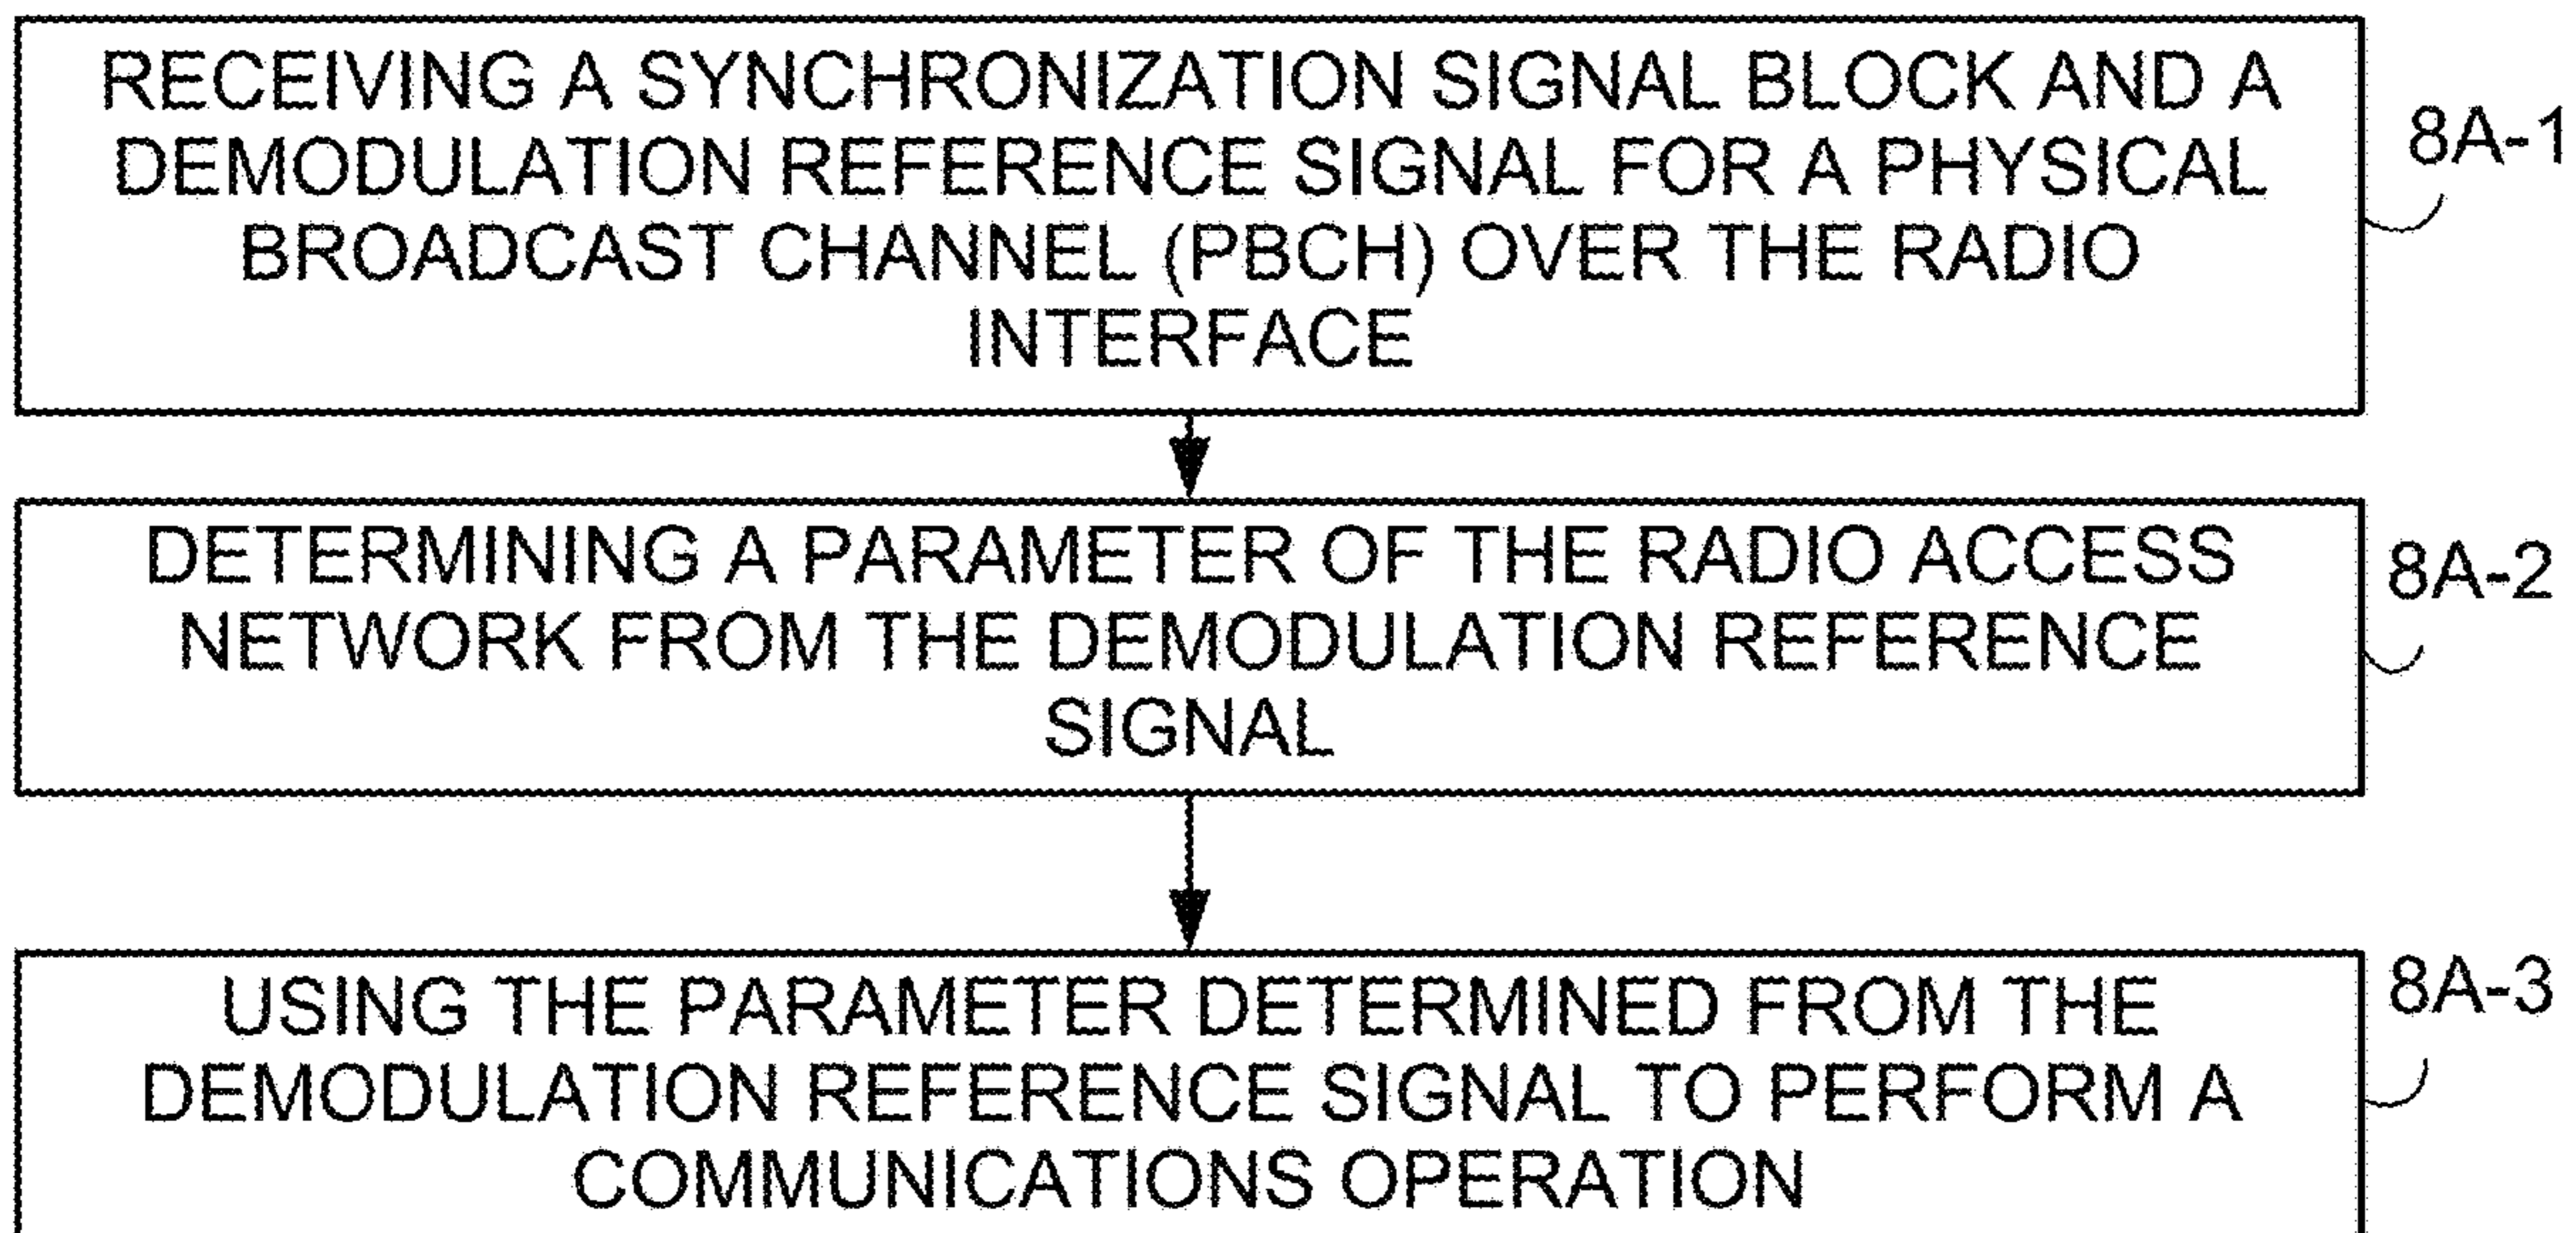 RECEIVING A SYNCHRONIZATION SIGNAL BLOCK AND A
DEMODULATION REFERENCE SIGNAL FOR A PHYSICAL
BROADCAST CHANNEL (PBCH) OVER THE RADIO
INTERFACE
8A-1
DETERMINING A PARAMETER OF THE RADIO ACCESS
NETWORK FROM THE DEMODULATION REFERENCE
SIGNAL
8A-2
USING THE PARAMETER DETERMINED FROM THE
DEMODULATION REFERENCE SIGNAL TO PERFORM A
COMMUNICATIONS OPERATION
8A-3